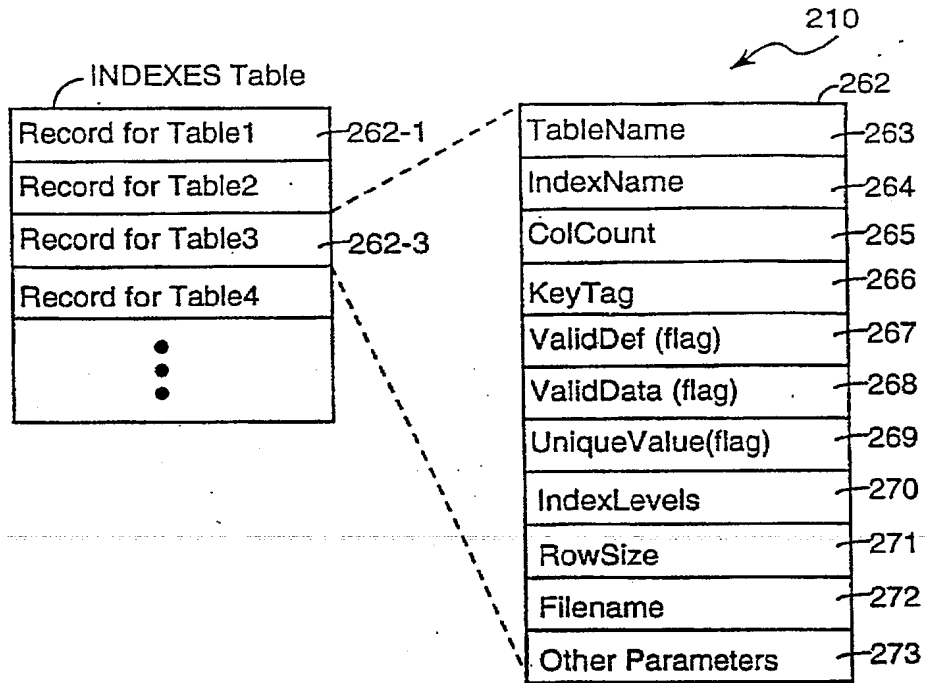 210
INDEXES Table
262
Record for Table1
262-1
Record for Table2
Record for Table3
262-3
Record for Table4
TableName
263
IndexName
264
ColCount
265
KeyTag
266
ValidDef (flag)
267
ValidData (flag)
268
UniqueValue(flag)
269
IndexLevels
270
RowSize
271
Filename
272
Other Parameters
273